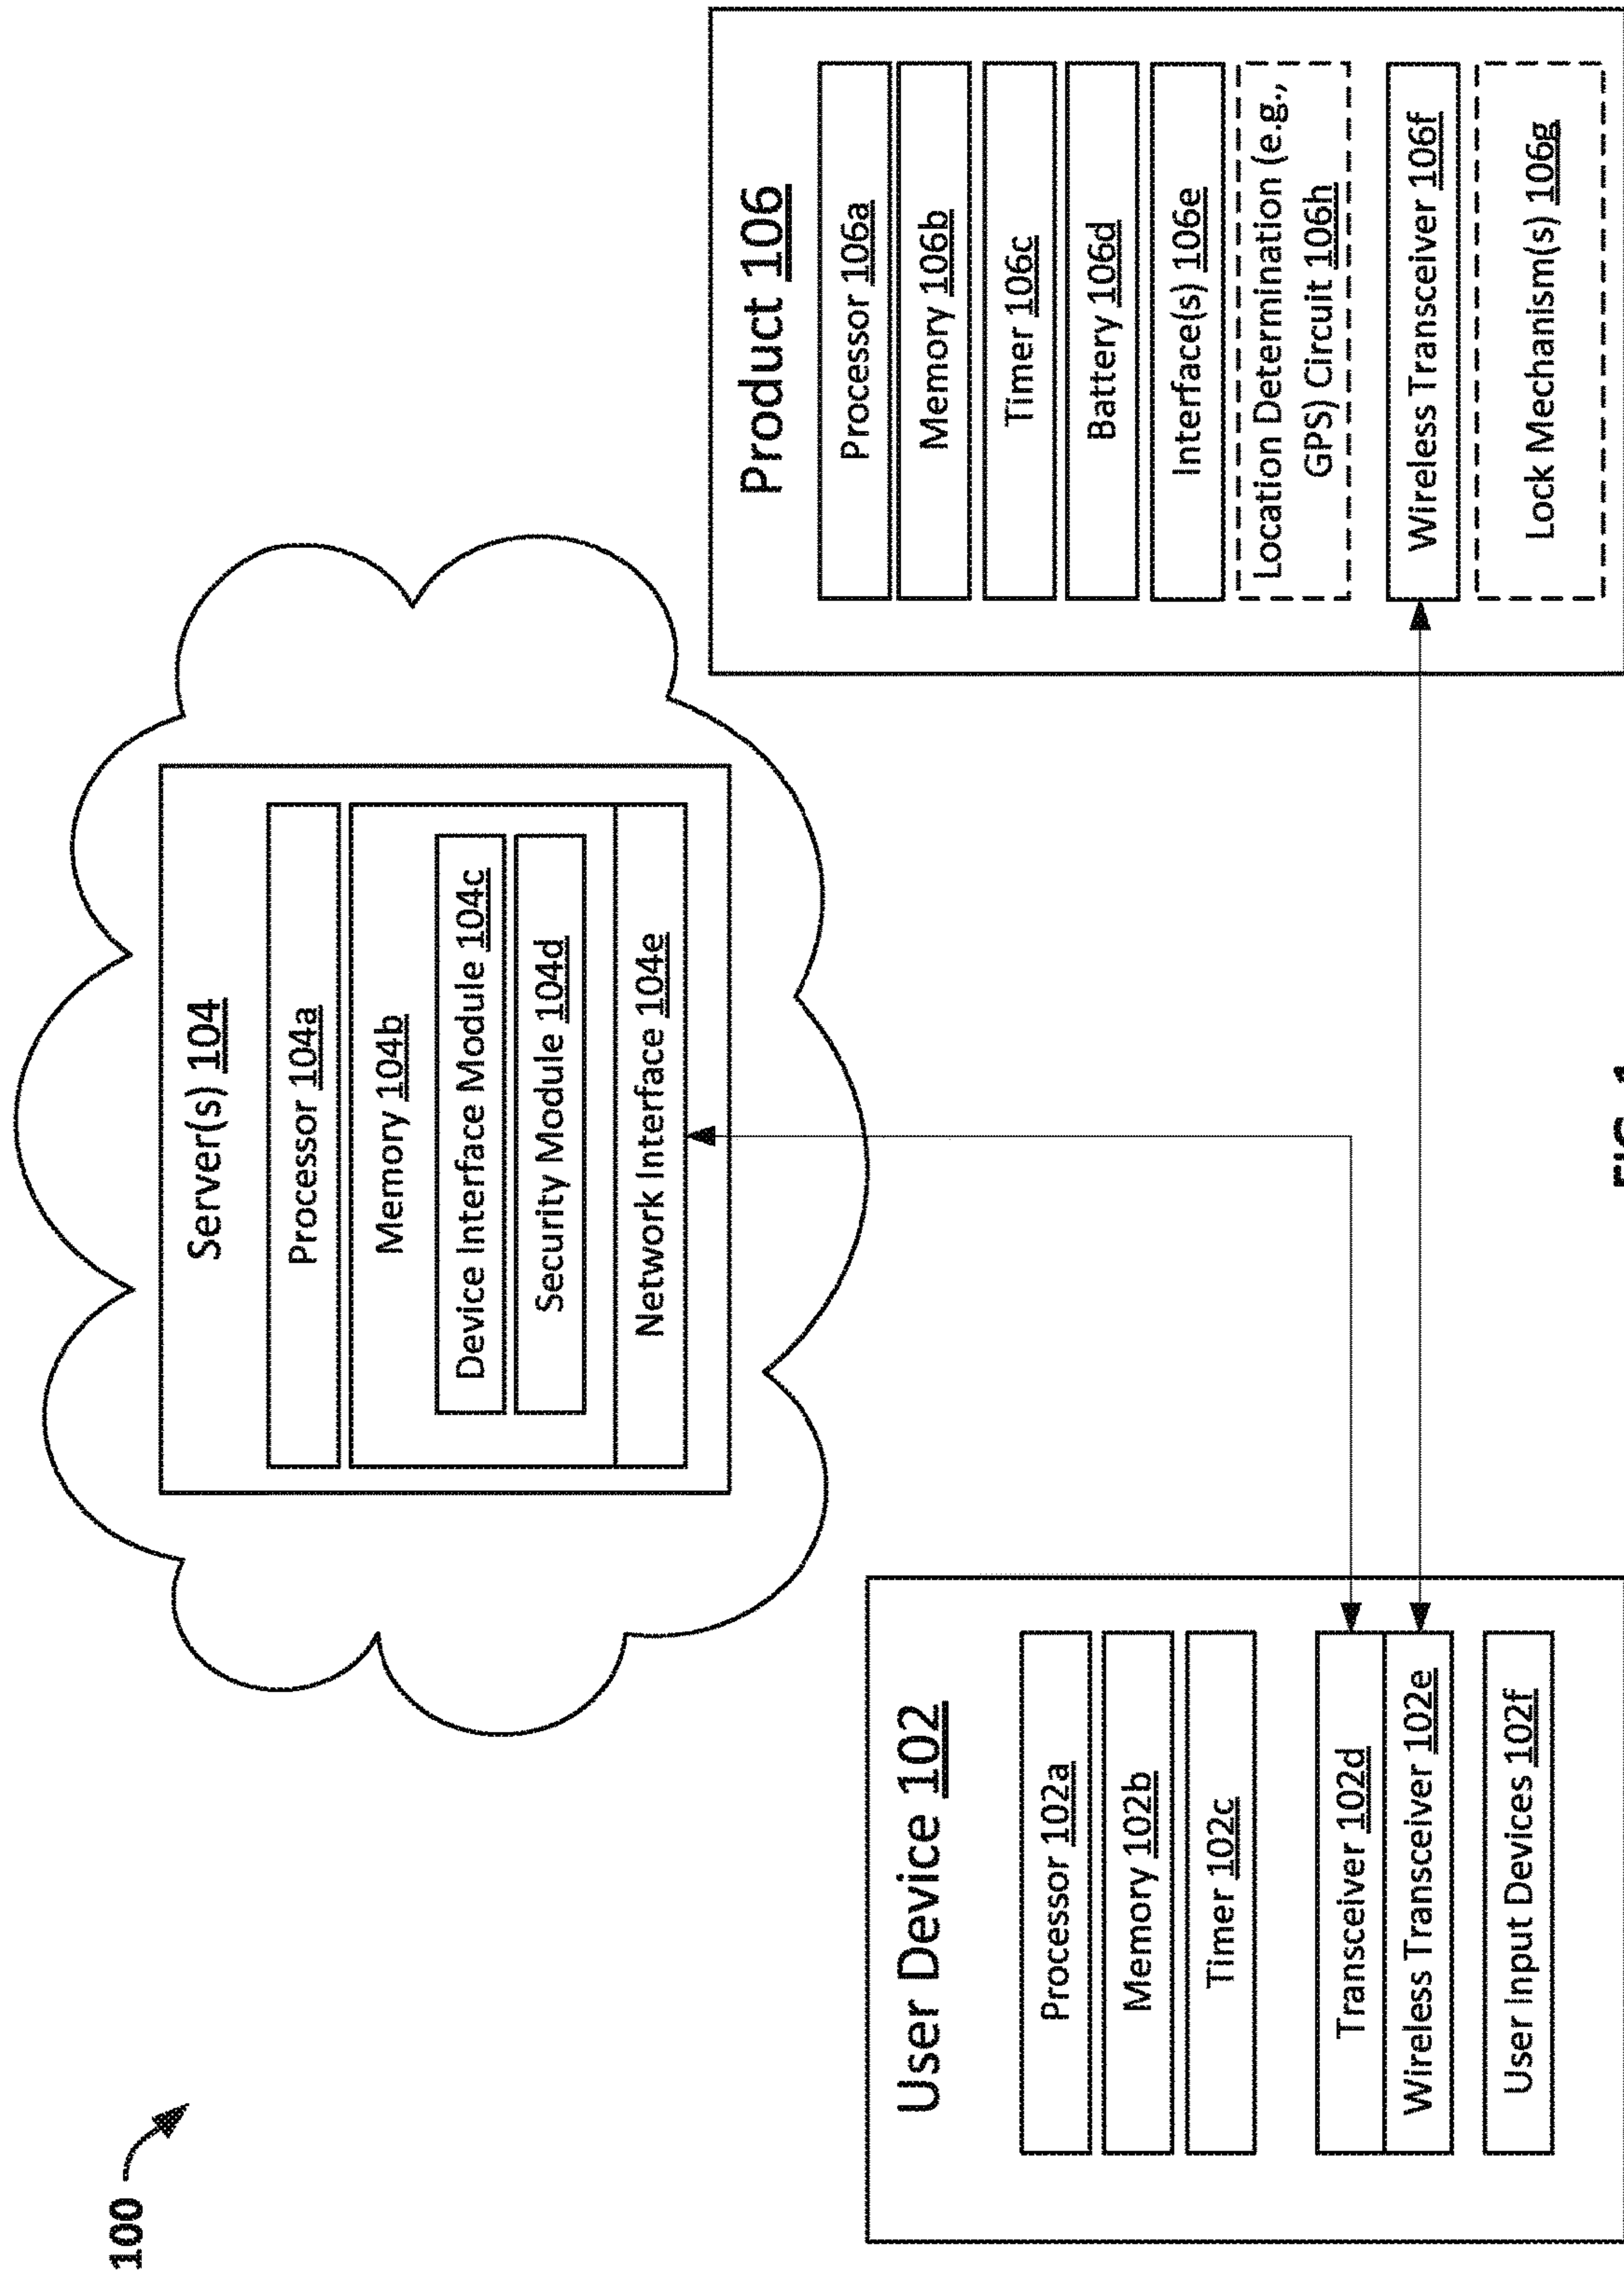 100
Server(s) 104
Processor 104a
Memory 104b
Device Interface Module 104c
Security Module 104d
Network Interface 104e
User Device 102
Processor 102a
Memory 102b
Timer 102c
Transceiver 102d
Wireless Transceiver 102e
User Input Devices 102f
Product 106
Processor 106a
Memory 106b
Timer 106c
Battery 106d
Interface(s) 106e
Location Determination (e.g.,
GPS) Circuit 106h
Wireless Transceiver 106f
Lock Mechanism(s) 106g
FIG. 1